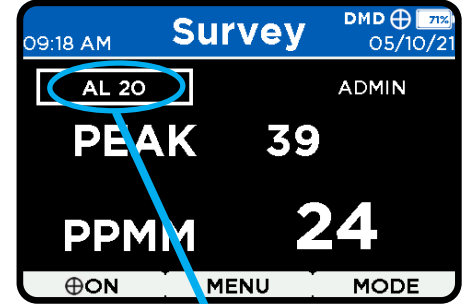 Survey
DMD ⊕ 71%
09:18 AM
05/10/21
AL 20
ADMIN
PEAK 39
PPMM 24
⊕ON MENU MODE